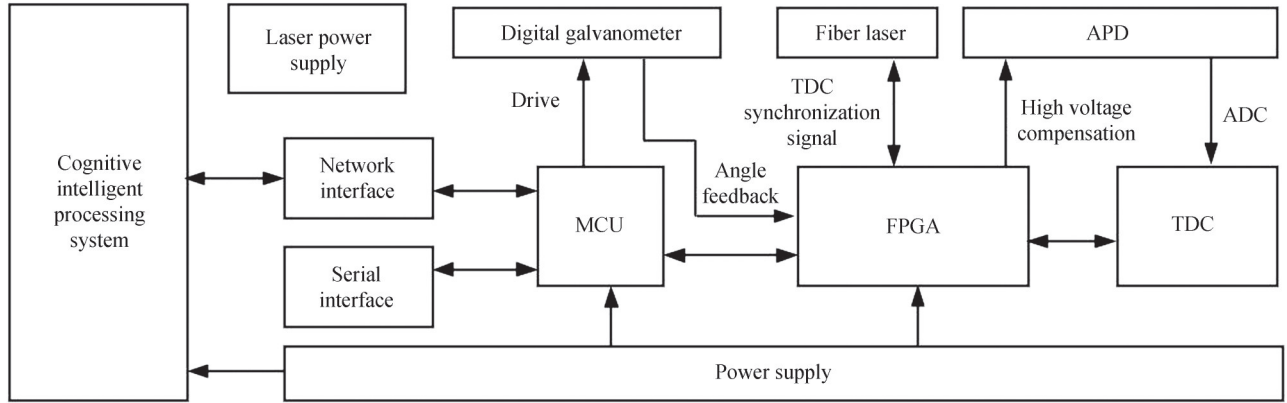 Laser power
supply
Digital galvanometer
Fiber laser
APD
Drive
TDC
synchronization
signal
High voltage
compensation
ADC
Cognitive
intelligent
processing
system
Network
interface
Angle
feedback
MCU
FPGA
TDC
Serial
interface
Power supply